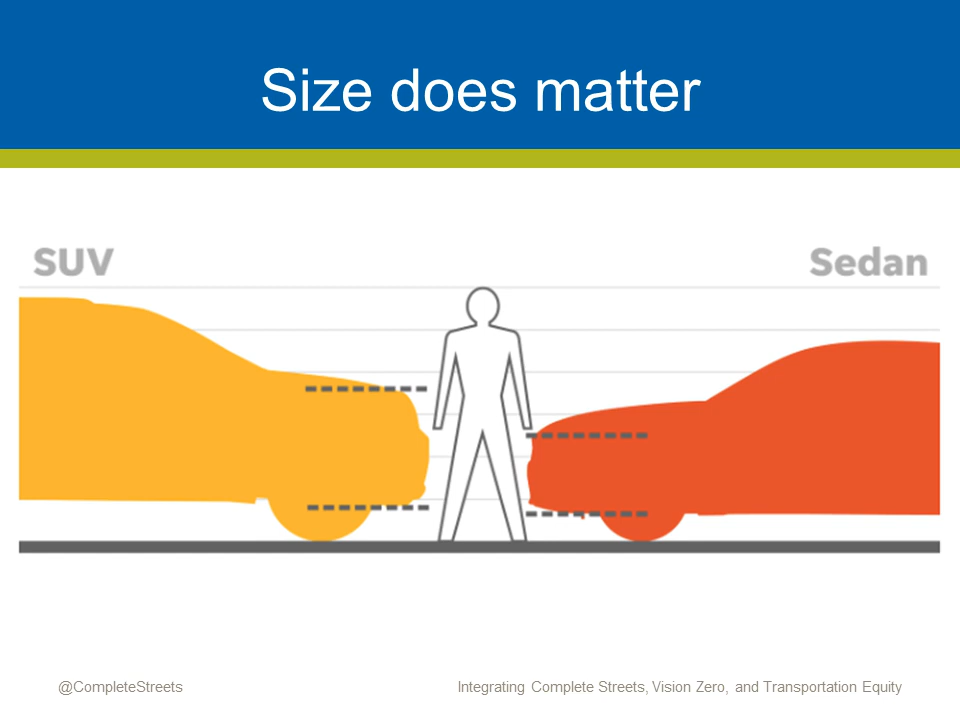 Size does matter
SUV
Sedan
@CompleteStreets
Integrating Complete Streets, Vision Zero, and Transportation Equity